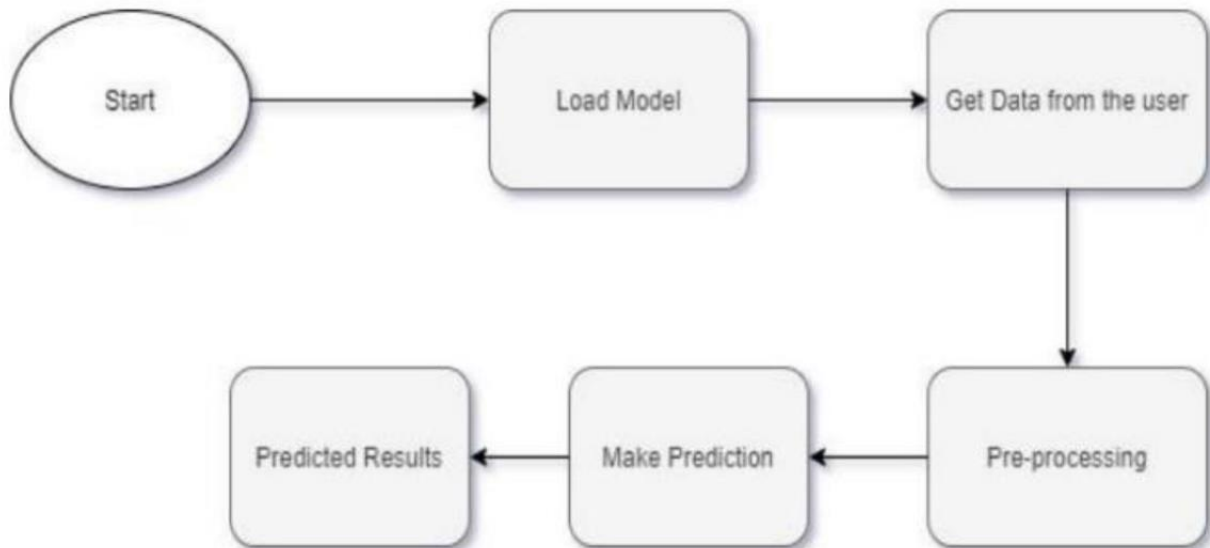 Start
Load Model
Get Data from the user
Pre-processing
Make Prediction
Predicted Results